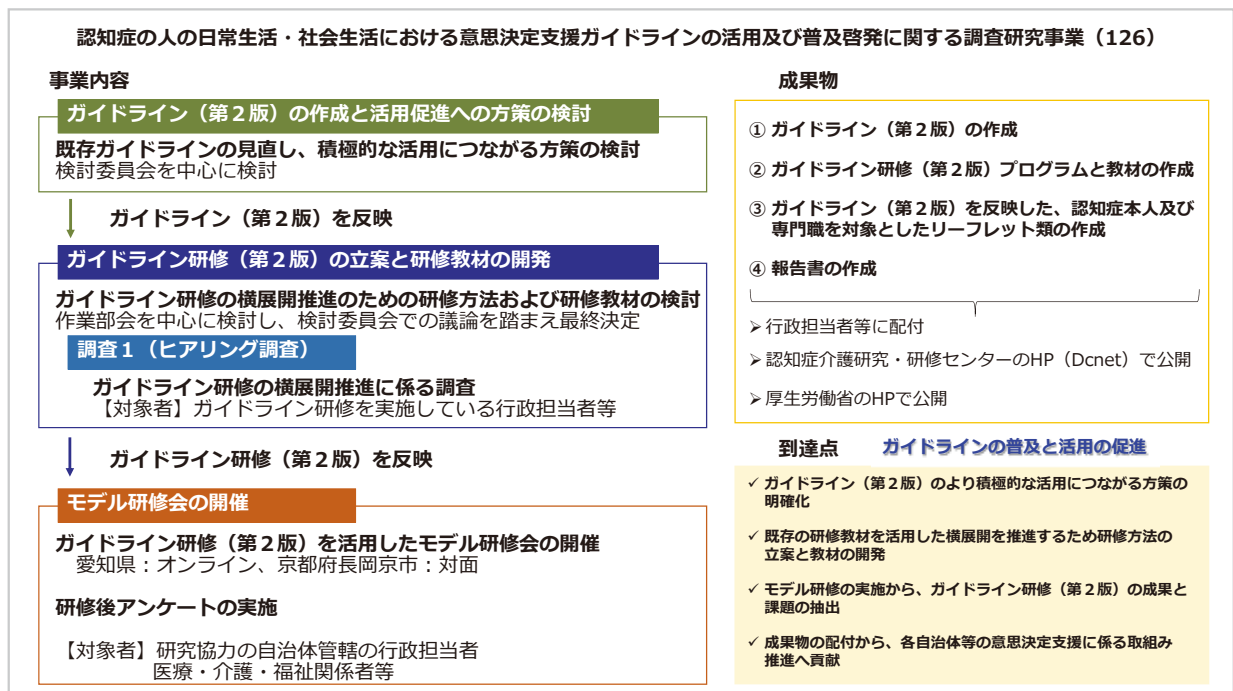 認知症の人の日常生活・社会生活における意思決定支援ガイドラインの活用及び普及啓発に関する調査研究事業（126）
事業内容
ガイドライン（第２版）の作成と活用促進への方策の検討
既存ガイドラインの見直し、積極的な活用につながる方策の検討
検討委員会を中心に検討
ガイドライン（第２版）を反映
ガイドライン研修（第２版）の立案と研修教材の開発
ガイドライン研修の横展開推進のための研修方法および研修教材の検討
作業部会を中心に検討し、検討委員会での議論を踏まえ最終決定
調査１（ヒアリング調査）
ガイドライン研修の横展開推進に係る調査
【対象者】ガイドライン研修を実施している行政担当者等
ガイドライン研修（第２版）を反映
モデル研修会の開催
ガイドライン研修（第２版）を活用したモデル研修会の開催
愛知県：オンライン、京都府長岡京市：対面
研修後アンケートの実施
【対象者】研究協力の自治体管轄の行政担当者
医療・介護・福祉関係者等
成果物
① ガイドライン（第２版）の作成
② ガイドライン研修（第２版）プログラムと教材の作成
③ ガイドライン（第２版）を反映した、認知症本人及び
専門職を対象としたリーフレット類の作成
④ 報告書の作成
➢ 行政担当者等に配付
➢ 認知症介護研究・研修センターのHP（Dcnet）で公開
➢ 厚生労働省のHPで公開
到達点 ガイドラインの普及と活用の促進
✓ ガイドライン（第２版）のより積極的な活用につながる方策の
明確化
✓ 既存の研修教材を活用した横展開を推進するため研修方法の
立案と教材の開発
✓ モデル研修の実施から、ガイドライン研修（第２版）の成果と
課題の抽出
✓ 成果物の配付から、各自治体等の意思決定支援に係る取組み
推進へ貢献